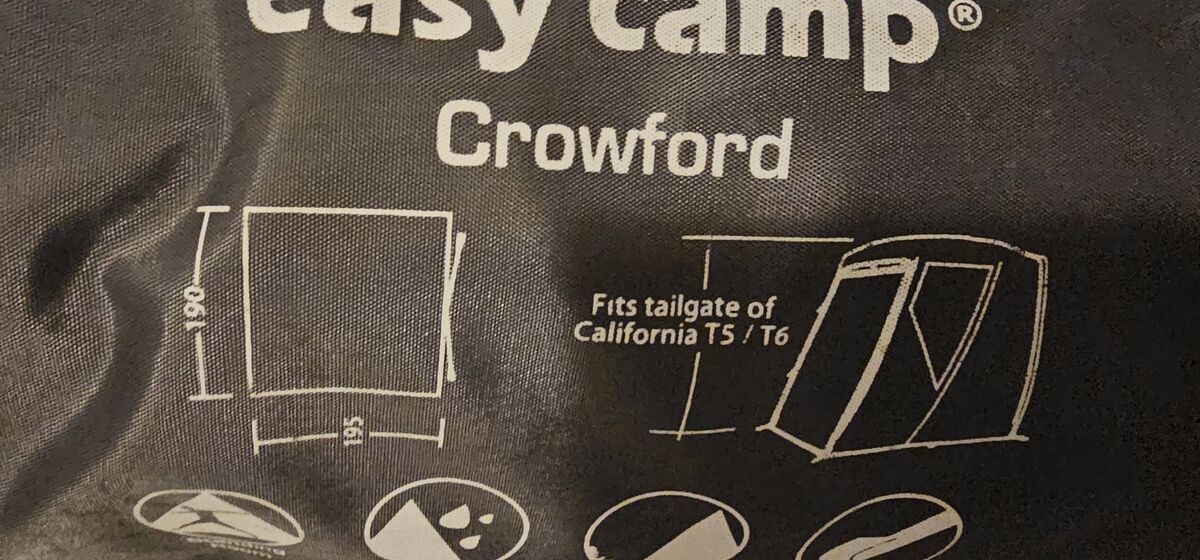 easy camp®
Crowford
190
Fits tailgate of
California T5 / T6
195